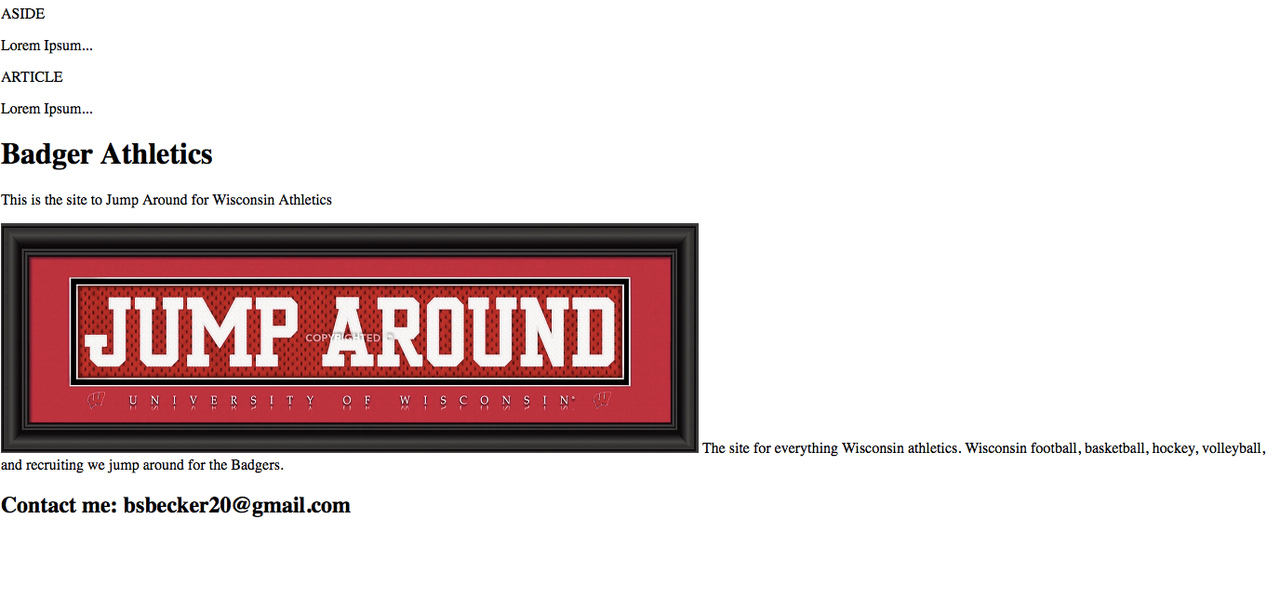 ASIDE
Lorem Ipsum...
ARTICLE
Lorem Ipsum...
Badger Athletics
This is the site to Jump Around for Wisconsin Athletics
JUMP AROUND
COPYRIGHTED
UNIVERSITY OF WISCONSIN
The site for everything Wisconsin athletics. Wisconsin football, basketball, hockey, volleyball,
and recruiting we jump around for the Badgers.
Contact me: bsbecker20@gmail.com